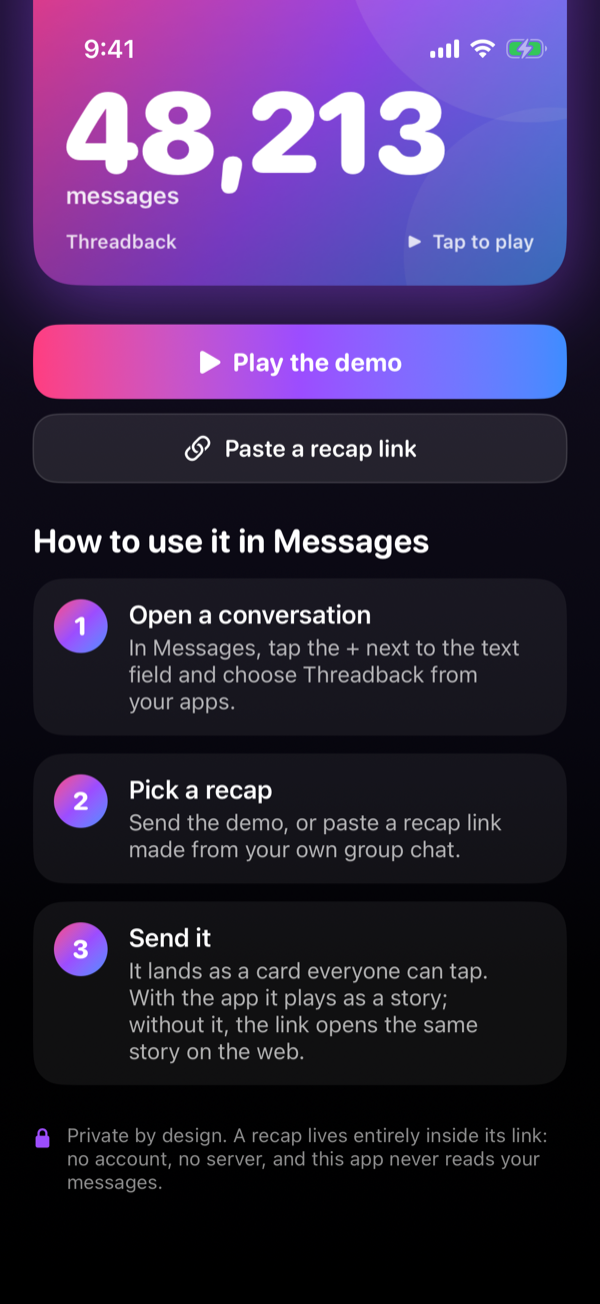 9:41
48,213
messages
Threadback
Tap to play
Play the demo
Paste a recap link
How to use it in Messages
1
Open a conversation
In Messages, tap the + next to the text
field and choose Threadback from
your apps.
2
Pick a recap
Send the demo, or paste a recap link
made from your own group chat.
3
Send it
It lands as a card everyone can tap.
With the app it plays as a story;
without it, the link opens the same
story on the web.
Private by design. A recap lives entirely inside its link:
no account, no server, and this app never reads your
messages.